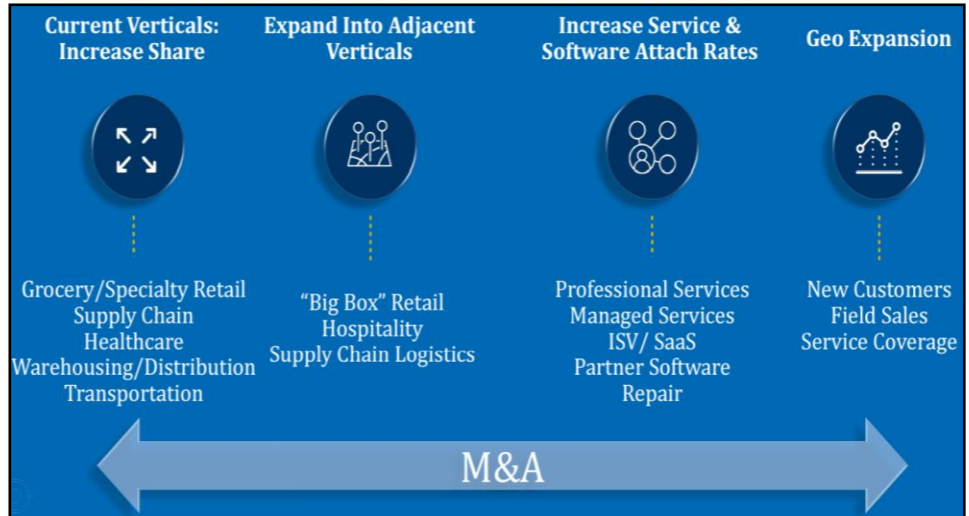 Current Verticals:
Increase Share
Grocery/Specialty Retail
Supply Chain
Healthcare
Warehousing/Distribution
Transportation
Expand Into Adjacent
Verticals
“Big Box” Retail
Hospitality
Supply Chain Logistics
Increase Service &
Software Attach Rates
Professional Services
Managed Services
ISV/ SaaS
Partner Software
Repair
Geo Expansion
New Customers
Field Sales
Service Coverage
M&A